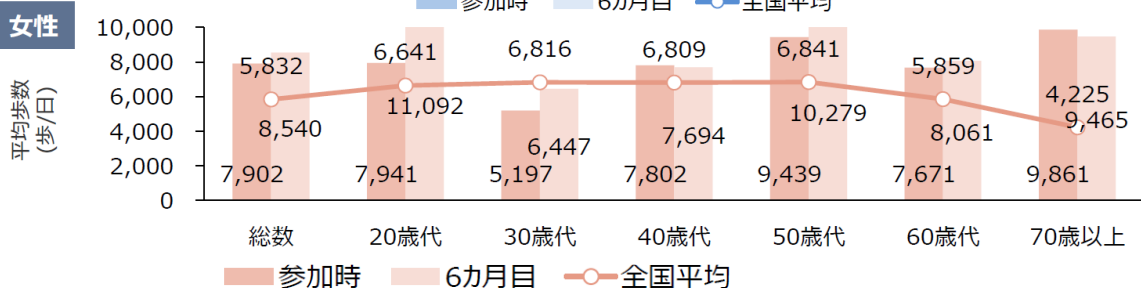 参加時 6カ月目 全国平均
女性
平均歩数
(歩/日)
10,000
8,000
6,000
4,000
2,000
0
5,832 6,641 6,816 6,809 6,841 5,859 4,225
8,540 11,092 6,447 7,694 10,279 8,061 9,465
7,902 7,941 5,197 7,802 9,439 7,671 9,861
総数 20歳代 30歳代 40歳代 50歳代 60歳代 70歳以上
参加時 6カ月目 全国平均